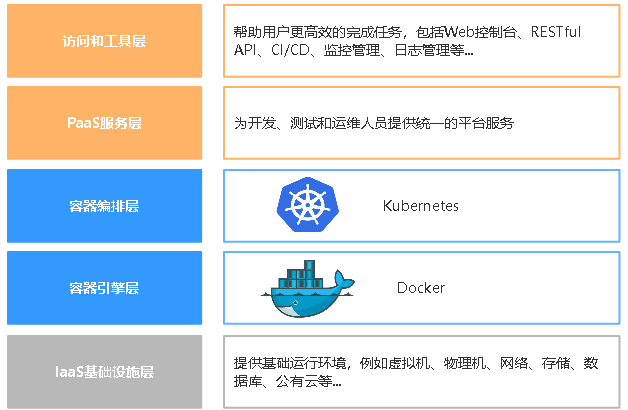 访问和工具层
帮助用户更高效的完成任务，包括Web控制台、RESTful
API、CI/CD、监控管理、日志管理等...
PaaS服务层
为开发、测试和运维人员提供统一的平台服务
容器编排层
Kubernetes
容器引擎层
Docker
IaaS基础设施层
提供基础运行环境，例如虚拟机、物理机、网络、存储、数
据库、公有云等...